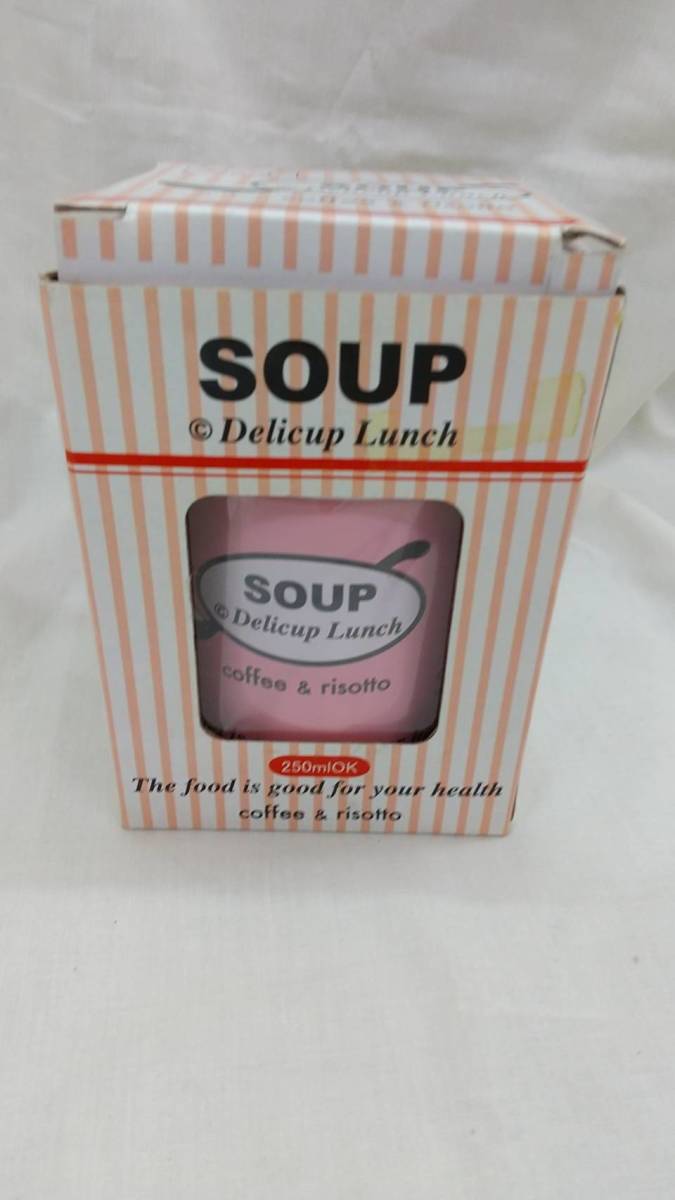 SOUP
© Delicup Lunch
SOUP
© Delicup Lunch
coffee & risotto
250mlOK
The food is good for your health
coffee & risotto